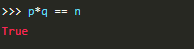 >>> p*q == n
True